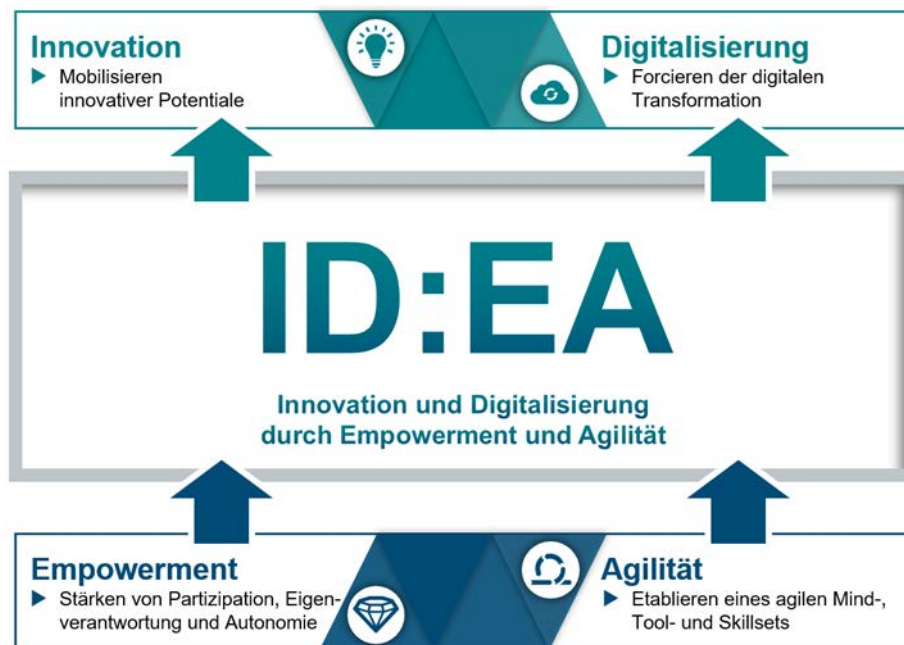 Innovation
Mobilisieren
innovativer Potentiale
Digitalisierung
Forcieren der digitalen
Transformation
ID:EA
Innovation und Digitalisierung
durch Empowerment und Agilität
Empowerment
Stärken von Partizipation, Eigen-
verantwortung und Autonomie
Agilität
Etablieren eines agilen Mind-,
Tool- und Skillsets